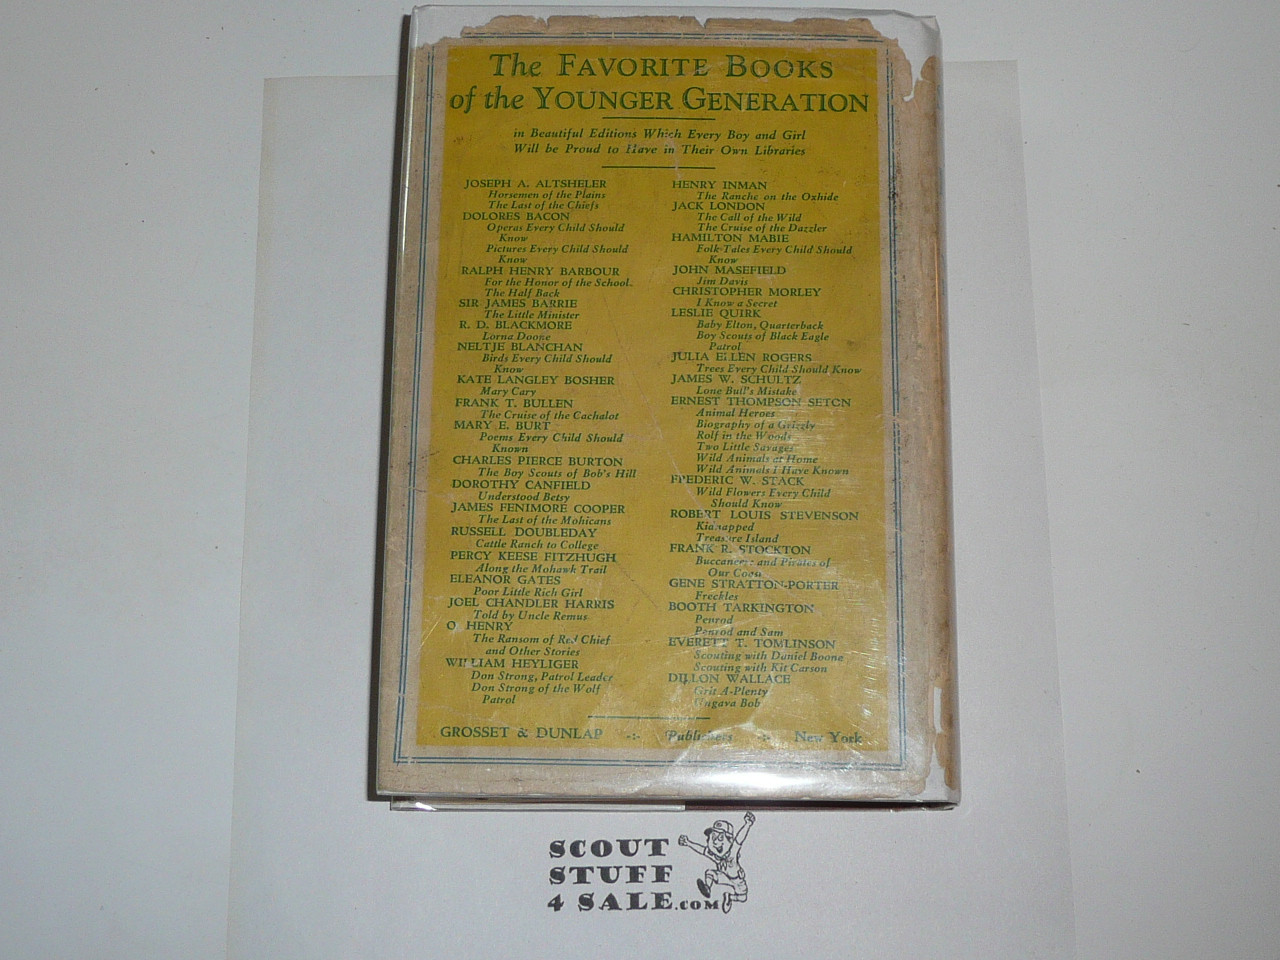 The FAVORITE BOOKS
of the YOUNGER GENERATION
in Beautiful Editions Which Every Boy and Girl
Will be Proud to Have in Their Own Libraries
JOSEPH A. ALTSHELER
Horsemen of the Plains
The Last of the Chiefs
DOLORES BACON
Operas Every Child Should
Know
Pictures Every Child Should
Know
RALPH HENRY BARBOUR
For the Honor of the School
The Half Back
SIR JAMES BARRIE
The Little Minister
R. D. BLACKMORE
Lorna Doone
NELTJE BLANCHAN
Birds Every Child Should
Know
KATE LANGLEY BOSHER
Mary Cary
FRANK T. BULLEN
The Cruise of the Cachalot
MARY E. BURT
Poems Every Child Should
Known
CHARLES PIERCE BURTON
The Boy Scouts of Bob's Hill
DOROTHY CANFIELD
Understood Betsy
JAMES FENIMORE COOPER
The Last of the Mohicans
RUSSELL DOUBLEDAY
Cattle Ranch to College
PERCY KEESE FITZHUGH
Along the Mohawk Trail
ELEANOR GATES
Poor Little Rich Girl
JOEL CHANDLER HARRIS
Told by Uncle Remus
O HENRY
The Ransom of Red Chief
and Other Stories
WILLIAM HEYLIGER
Don Strong, Patrol Leader
Don Strong of the Wolf
Patrol
HENRY INMAN
The Ranche on the Oxhide
JACK LONDON
The Call of the Wild
The Cruise of the Dazzler
HAMILTON MABIE
Folk Tales Every Child Should
Know
JOHN MASEFIELD
Jim Davis
CHRISTOPHER MORLEY
I Know a Secret
LESLIE QUIRK
Baby Elton, Quarterback
Boy Scouts of Black Eagle
Patrol
JULIA ELLEN ROGERS
Trees Every Child Should Know
JAMES W. SCHULTZ
Lone Bull's Mistake
ERNEST THOMPSON SETON
Animal Heroes
Biography of a Grizzly
Rolf in the Woods
Two Little Savages
Wild Animals at Home
Wild Animals I Have Known
FREDERIC W. STACK
Wild Flowers Every Child
Should Know
ROBERT LOUIS STEVENSON
Kidnapped
Treasure Island
FRANK R. STOCKTON
Buccaneers and Pirates of
Our Coast
GENE STRATTON-PORTER
Freckles
BOOTH TARKINGTON
Penrod
Penrod and Sam
EVERETT T. TOMLINSON
Scouting with Daniel Boone
Scouting with Kit Carson
DILLON WALLACE
Grit A-Plenty
Ungava Bob
GROSSET & DUNLAP -:- Publishers -:- New York
SCOUT
STUFF
4 SALE.COM